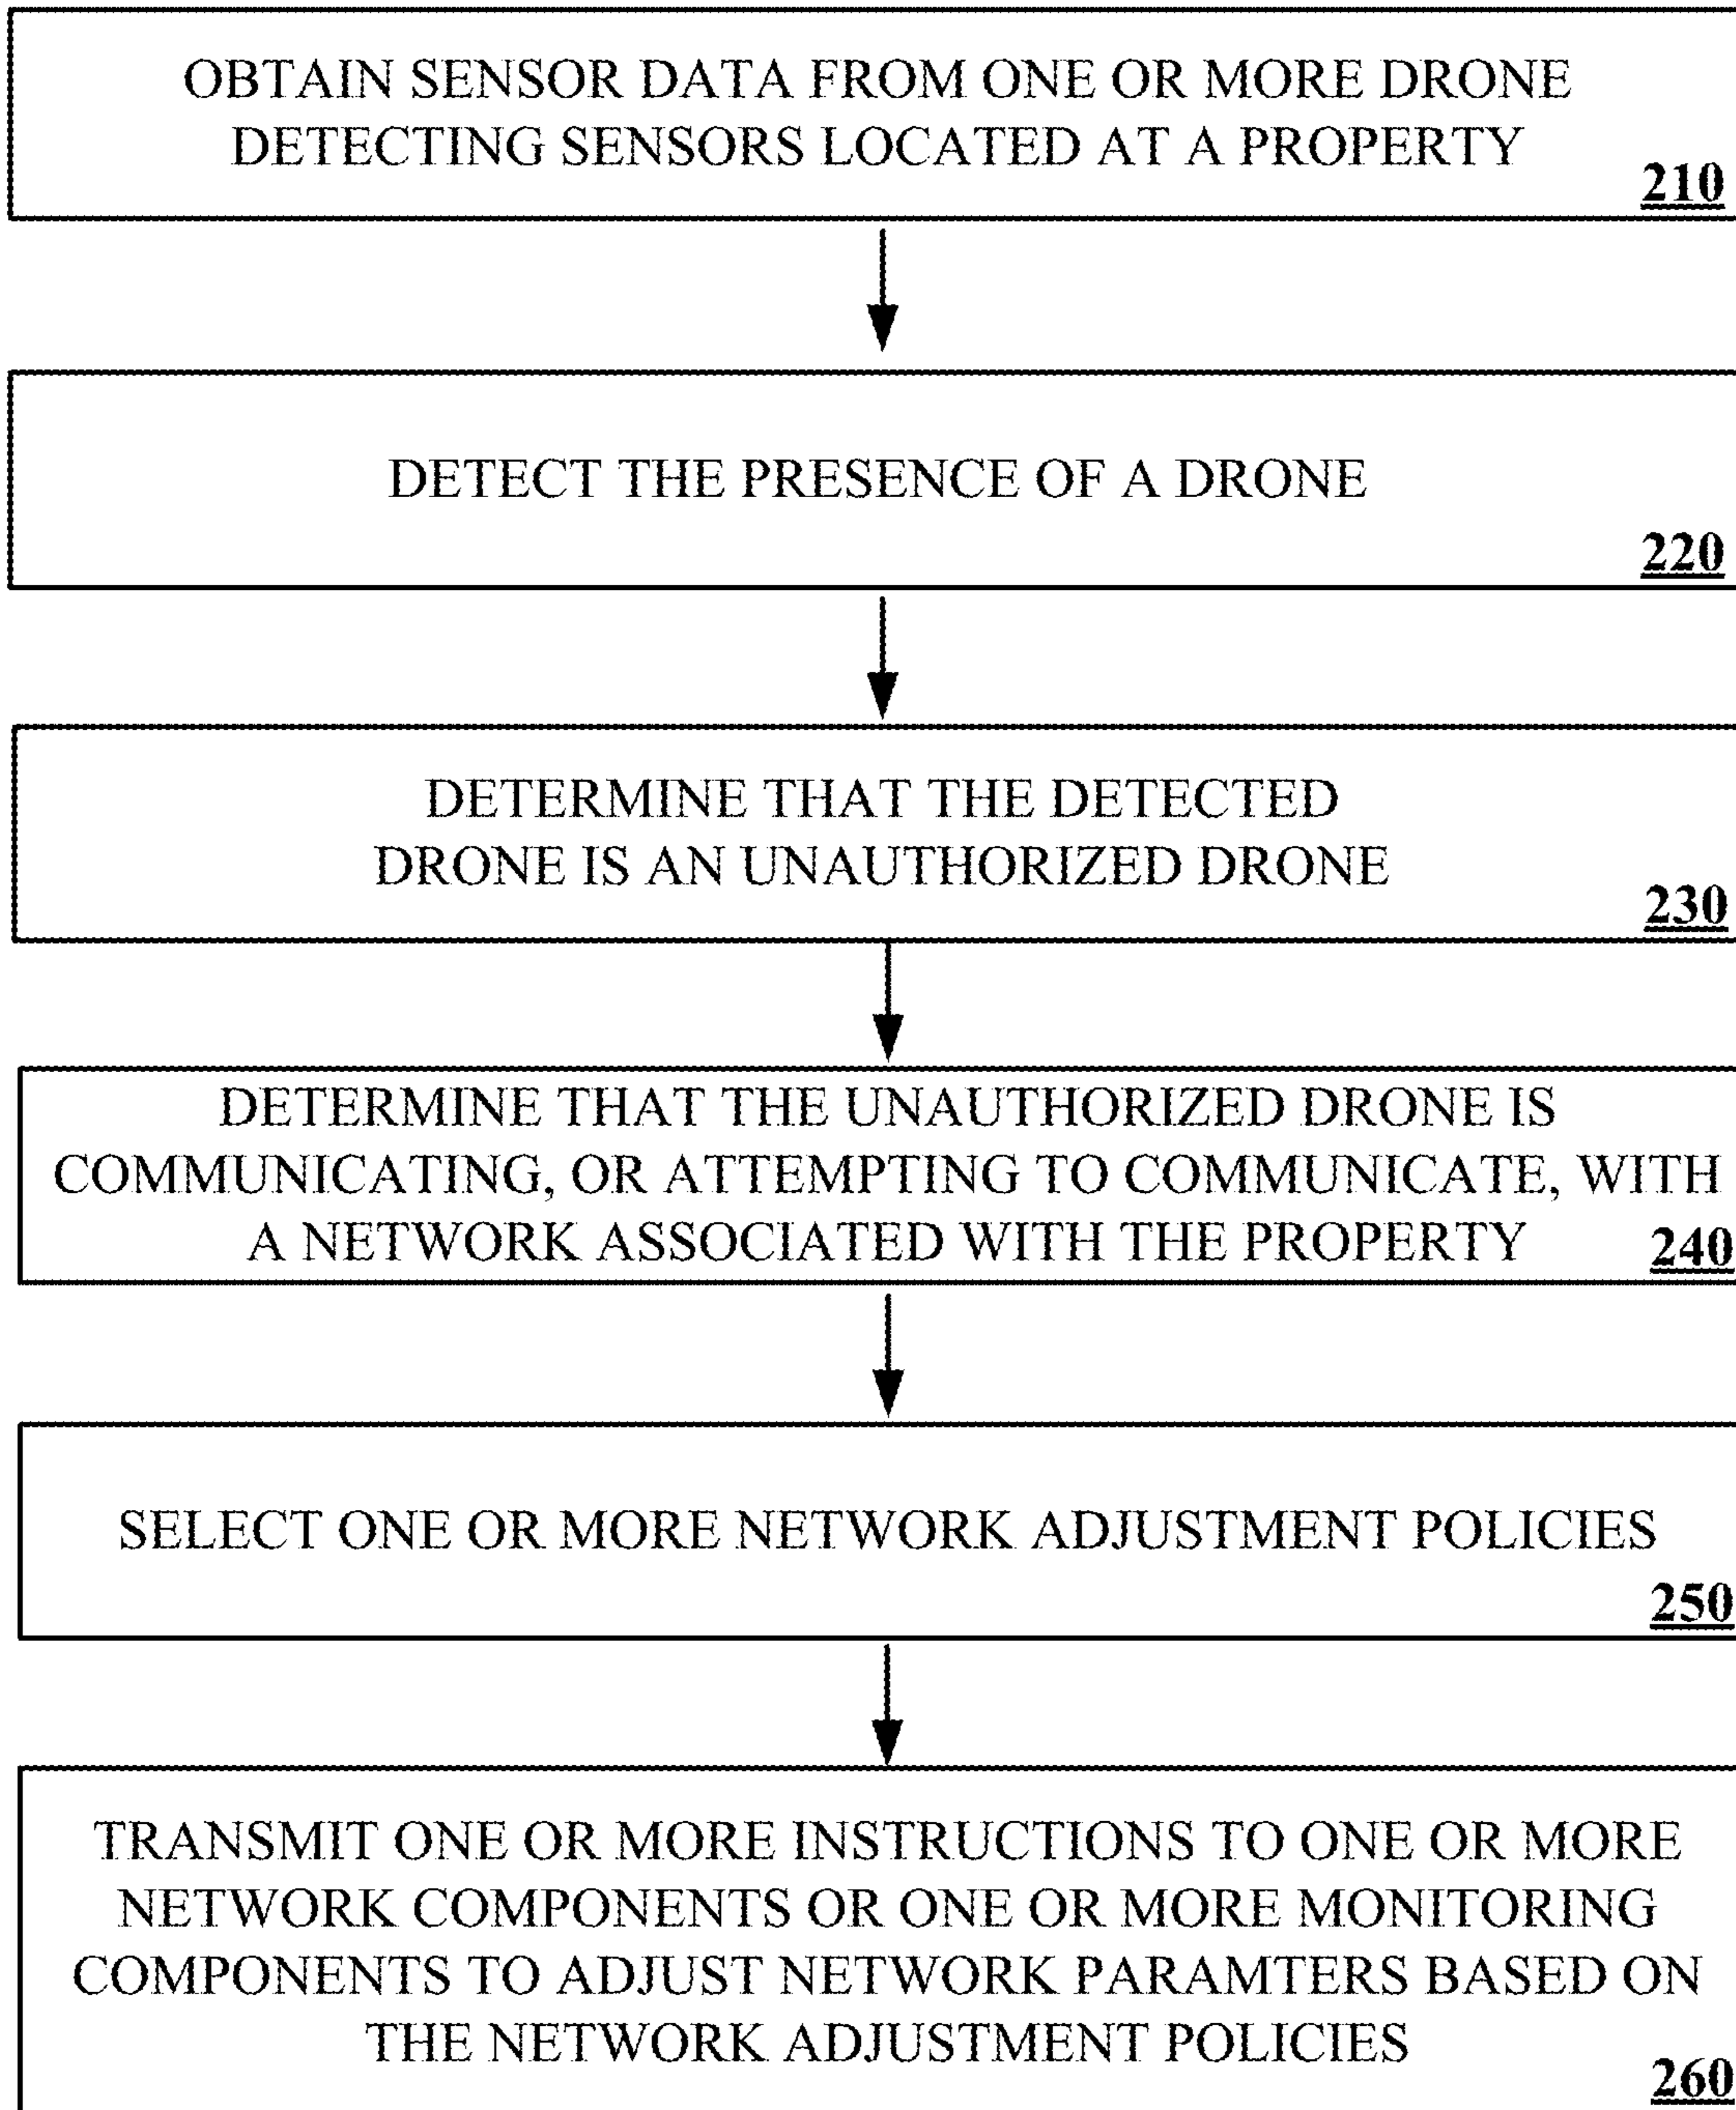 OBTAIN SENSOR DATA FROM ONE OR MORE DRONE
DETECTING SENSORS LOCATED AT A PROPERTY
210
DETECT THE PRESENCE OF A DRONE
220
DETERMINE THAT THE DETECTED
DRONE IS AN UNAUTHORIZED DRONE
230
DETERMINE THAT THE UNAUTHORIZED DRONE IS
COMMUNICATING, OR ATTEMPTING TO COMMUNICATE, WITH
A NETWORK ASSOCIATED WITH THE PROPERTY
240
SELECT ONE OR MORE NETWORK ADJUSTMENT POLICIES
250
TRANSMIT ONE OR MORE INSTRUCTIONS TO ONE OR MORE
NETWORK COMPONENTS OR ONE OR MORE MONITORING
COMPONENTS TO ADJUST NETWORK PARAMTERS BASED ON
THE NETWORK ADJUSTMENT POLICIES
260